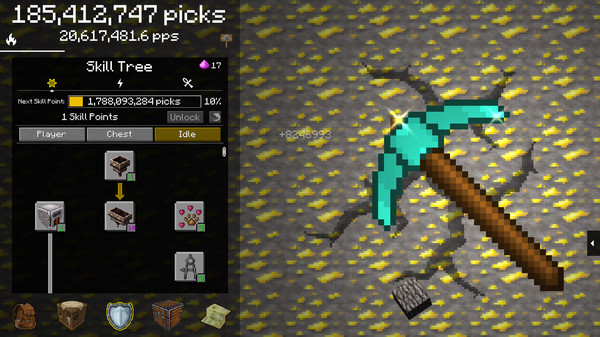 185,412,747 picks
20,617,481.6 pps
Skill Tree
17
Next Skill Point: 1,788,093,284 picks 10%
1 Skill Points Unlock
Player Chest Idle
+8246993